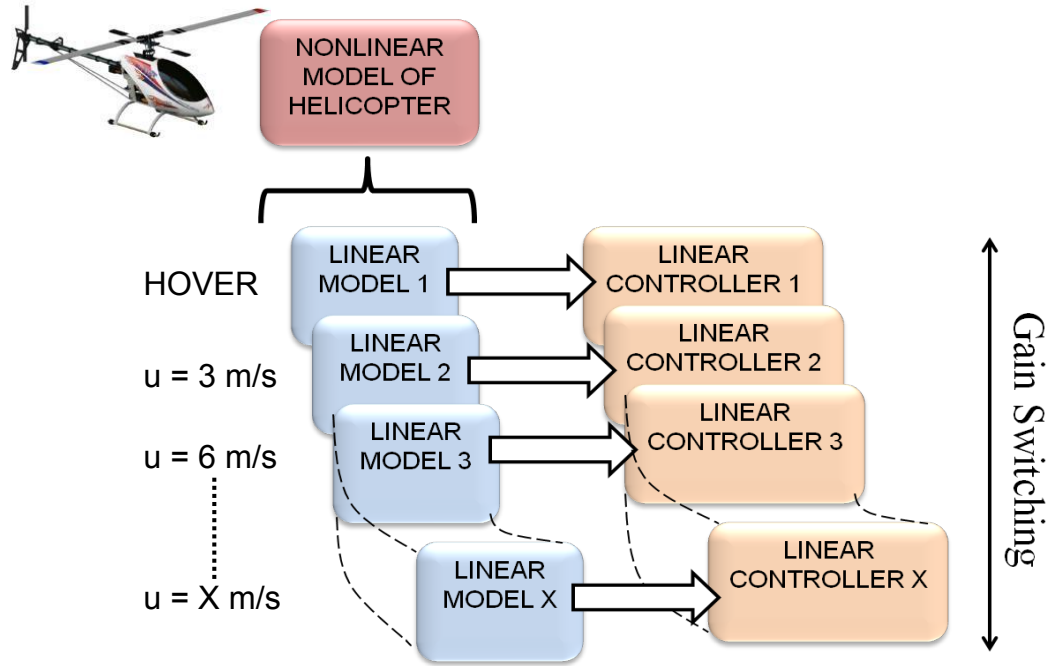 NONLINEAR
MODEL OF
HELICOPTER
HOVER
LINEAR
MODEL 1
LINEAR
CONTROLLER 1
u = 3 m/s
LINEAR
MODEL 2
LINEAR
CONTROLLER 2
u = 6 m/s
LINEAR
MODEL 3
LINEAR
CONTROLLER 3
u = X m/s
LINEAR
MODEL X
LINEAR
CONTROLLER X
Gain Switching